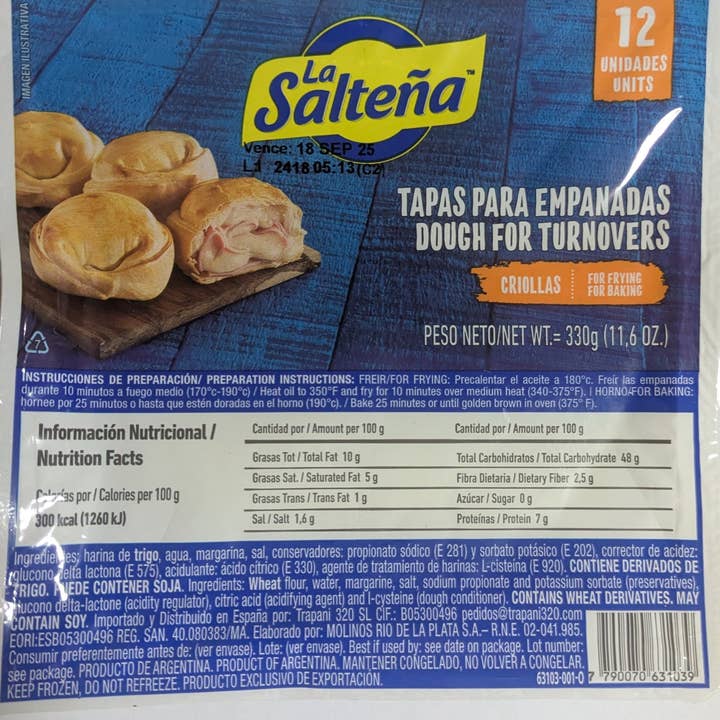 IMAGEN ILUSTRATIVA
12
UNIDADES
UNITS
La
Salteña™
Vence: 18 SEP 25
L1 2418 05:13(C2)
TAPAS PARA EMPANADAS
DOUGH FOR TURNOVERS
CRIOLLAS
FOR FRYING
FOR BAKING
PESO NETO/NET WT.= 330g (11,6 OZ.)
7
INSTRUCCIONES DE PREPARACIÓN/ PREPARATION INSTRUCTIONS: FREIR/FOR FRYING: Precalentar el aceite a 180°c. Freír las empanadas
durante 10 minutos a fuego medio (170°c-190°c) / Heat oil to 350°F and fry for 10 minutes over medium heat (340-375°F). I HORNO/FOR BAKING:
hornee por 25 minutos o hasta que estén doradas en el horno (190°c). / Bake 25 minutes or until golden brown in oven (375° F).
Información Nutricional /
Nutrition Facts
Calorías por / Calories per 100 g
300 kcal (1260 kJ)
Cantidad por / Amount per 100 g
Grasas Tot / Total Fat 10 g
Grasas Sat. / Saturated Fat 5 g
Grasas Trans / Trans Fat 1 g
Sal / Salt 1,6 g
Cantidad por / Amount per 100 g
Total Carbohidratos / Total Carbohydrate 48 g
Fibra Dietaria / Dietary Fiber 2,5 g
Azúcar / Sugar 0 g
Proteínas / Protein 7 g
Ingredientes: harina de trigo, agua, margarina, sal, conservadores: propionato sódico (E 281) y sorbato potásico (E 202), corrector de acidez:
glucono delta lactona (E 575), acidulante: ácido cítrico (E 330), agente de tratamiento de harinas: L-cisteína (E 920). CONTIENE DERIVADOS DE
TRIGO. PUEDE CONTENER SOJA. Ingredients: Wheat flour, water, margarine, salt, sodium propionate and potassium sorbate (preservatives),
glucono delta-lactone (acidity regulator), citric acid (acidifying agent) and l-cysteine (dough conditioner). CONTAINS WHEAT DERIVATIVES. MAY
CONTAIN SOY. Importado y Distribuido en España por: Trapani 320 SL CIF.: B05300496 pedidos@trapani320.com
EORI:ESB05300496 REG. SAN. 40.080383/MA. Elaborado por: MOLINOS RIO DE LA PLATA S.A.– R.N.E. 02-041.985.
Consumir preferentemente antes de: (ver envase). Lote: (ver envase). Best if used by: see date on package. Lot number:
see package. PRODUCTO DE ARGENTINA. PRODUCT OF ARGENTINA. MANTENER CONGELADO, NO VOLVER A CONGELAR.
KEEP FROZEN, DO NOT REFREEZE. PRODUCTO EXCLUSIVO DE EXPORTACIÓN.
63103-001-0
7 790070 631039